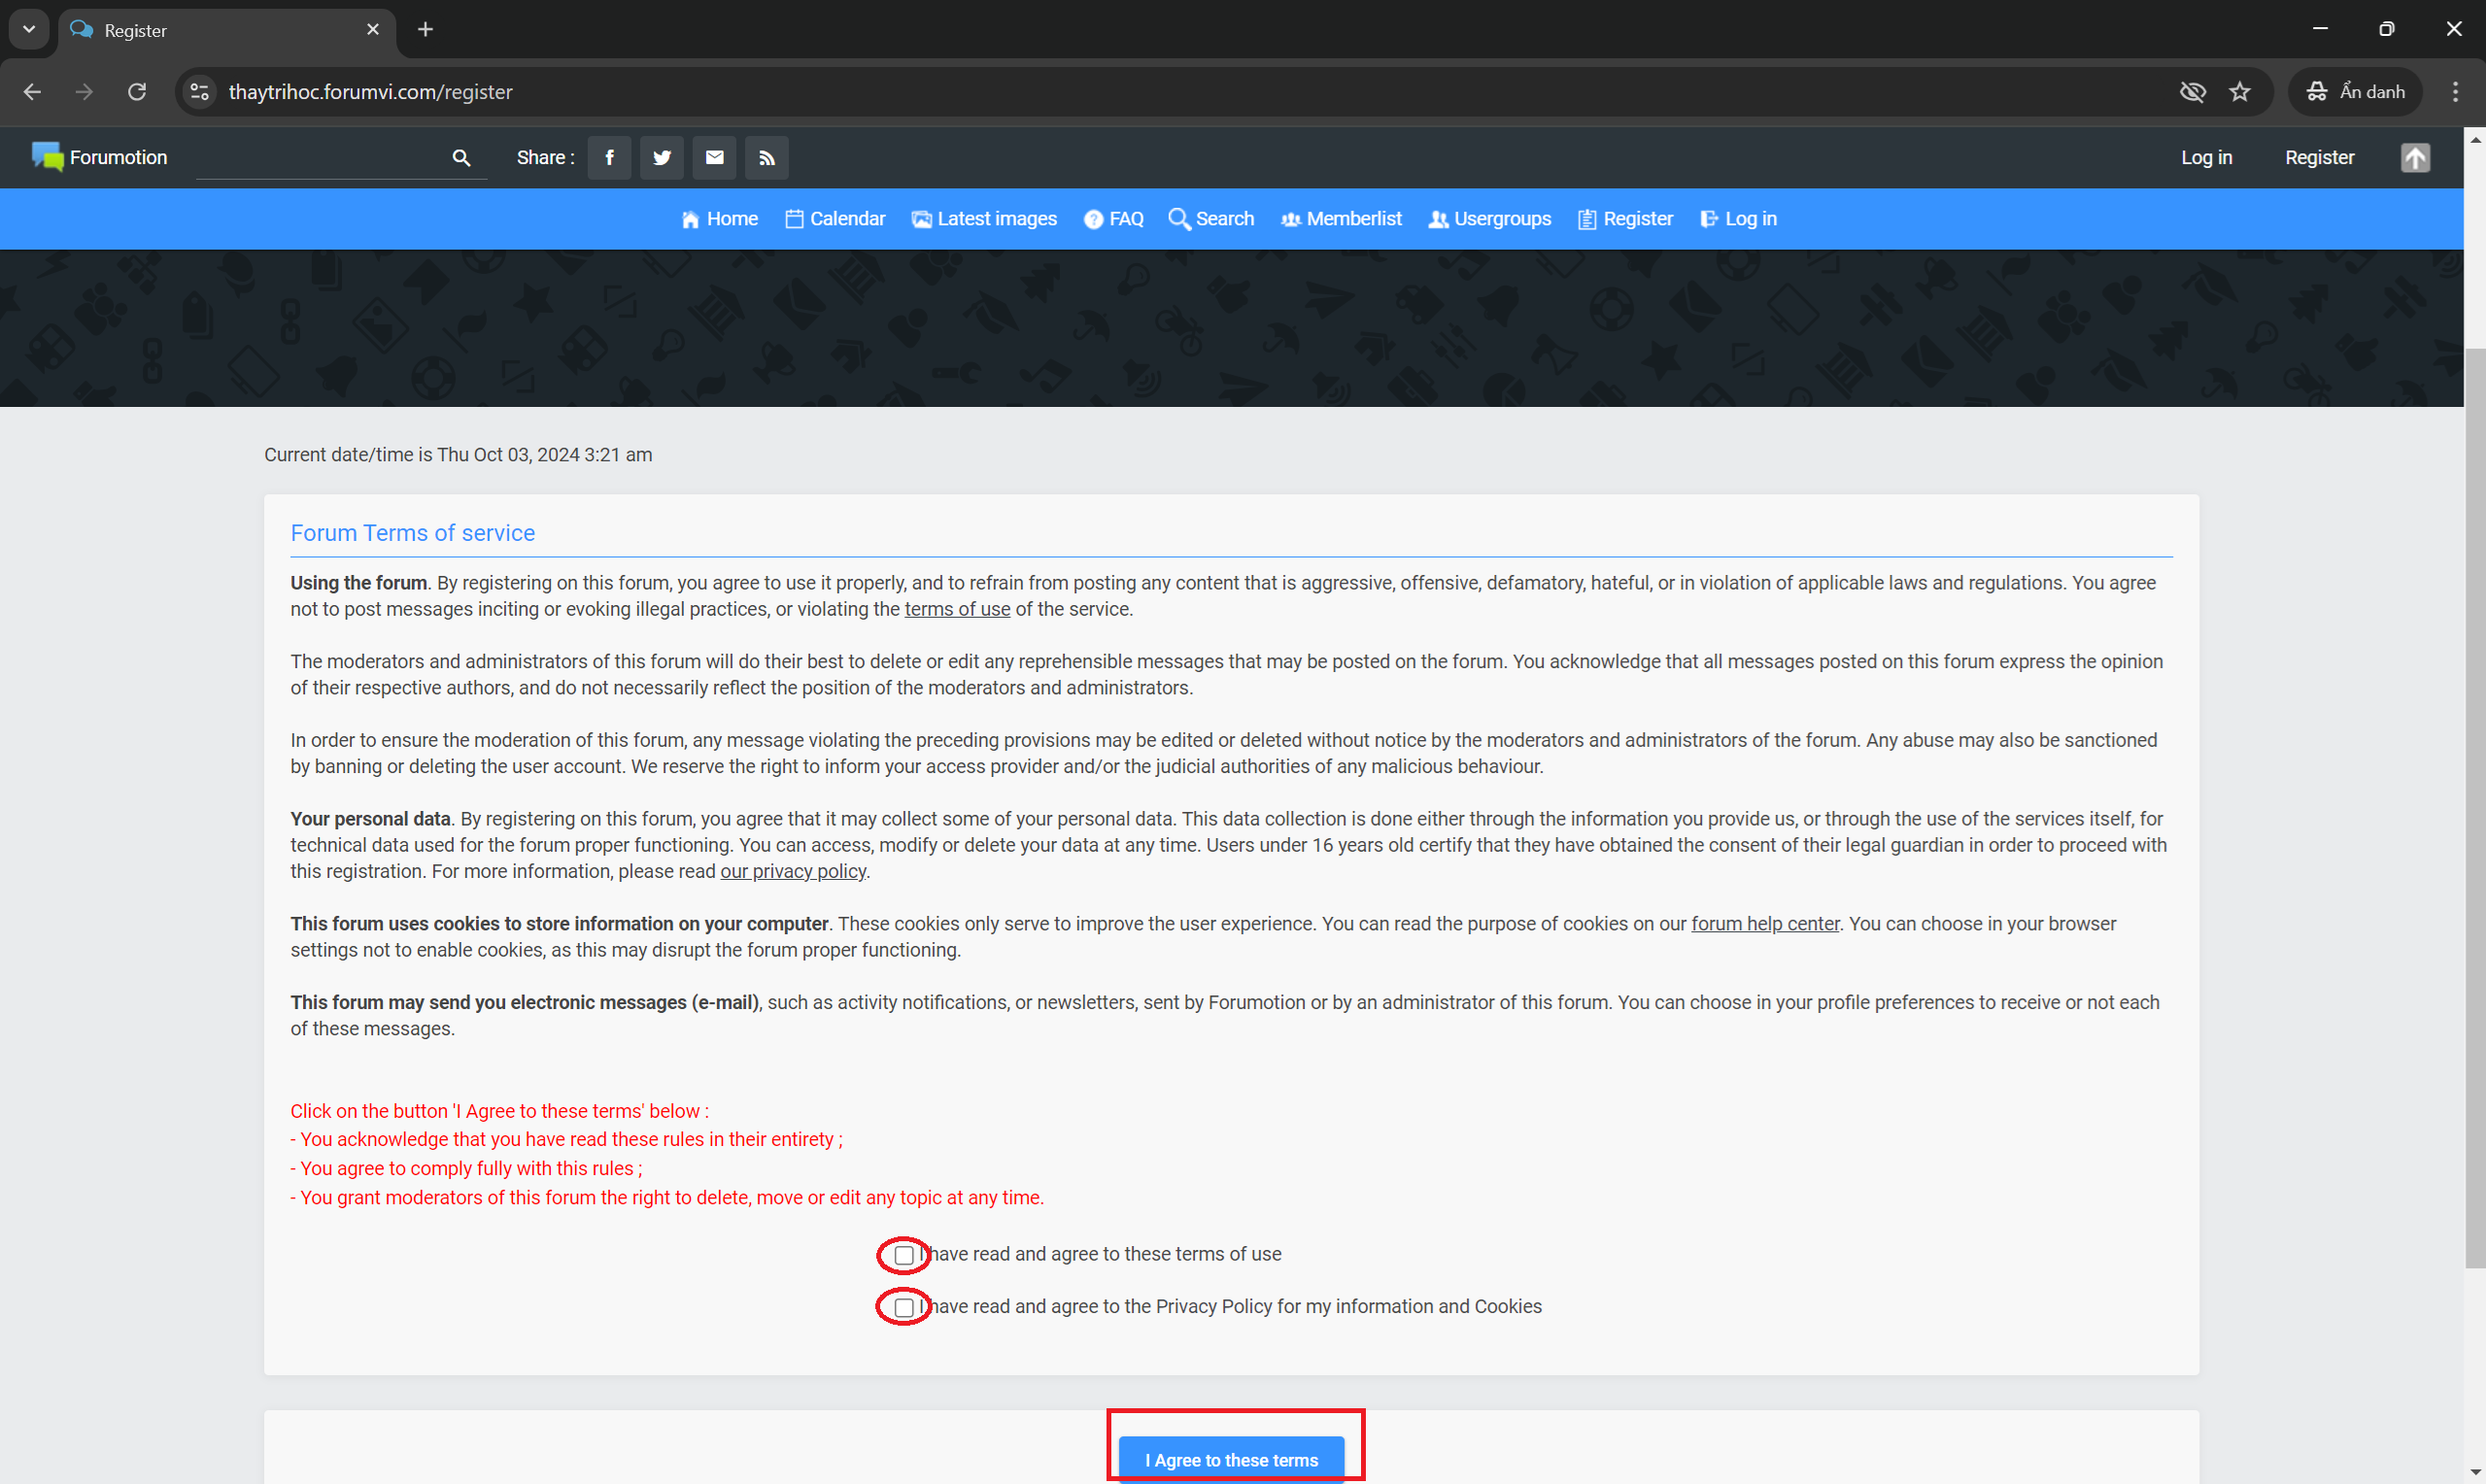 Register
thaytrihoc.forumvi.com/register
Ẩn danh
Forumotion
Share :
Log in
Register
Home
Calendar
Latest images
FAQ
Search
Memberlist
Usergroups
Register
Log in
Current date/time is Thu Oct 03, 2024 3:21 am
Forum Terms of service
Using the forum. By registering on this forum, you agree to use it properly, and to refrain from posting any content that is aggressive, offensive, defamatory, hateful, or in violation of applicable laws and regulations. You agree
not to post messages inciting or evoking illegal practices, or violating the terms of use of the service.
The moderators and administrators of this forum will do their best to delete or edit any reprehensible messages that may be posted on the forum. You acknowledge that all messages posted on this forum express the opinion
of their respective authors, and do not necessarily reflect the position of the moderators and administrators.
In order to ensure the moderation of this forum, any message violating the preceding provisions may be edited or deleted without notice by the moderators and administrators of the forum. Any abuse may also be sanctioned
by banning or deleting the user account. We reserve the right to inform your access provider and/or the judicial authorities of any malicious behaviour.
Your personal data. By registering on this forum, you agree that it may collect some of your personal data. This data collection is done either through the information you provide us, or through the use of the services itself, for
technical data used for the forum proper functioning. You can access, modify or delete your data at any time. Users under 16 years old certify that they have obtained the consent of their legal guardian in order to proceed with
this registration. For more information, please read our privacy policy.
This forum uses cookies to store information on your computer. These cookies only serve to improve the user experience. You can read the purpose of cookies on our forum help center. You can choose in your browser
settings not to enable cookies, as this may disrupt the forum proper functioning.
This forum may send you electronic messages (e-mail), such as activity notifications, or newsletters, sent by Forumotion or by an administrator of this forum. You can choose in your profile preferences to receive or not each
of these messages.
Click on the button 'I Agree to these terms' below :
- You acknowledge that you have read these rules in their entirety ;
- You agree to comply fully with this rules ;
- You grant moderators of this forum the right to delete, move or edit any topic at any time.
I have read and agree to these terms of use
I have read and agree to the Privacy Policy for my information and Cookies
I Agree to these terms